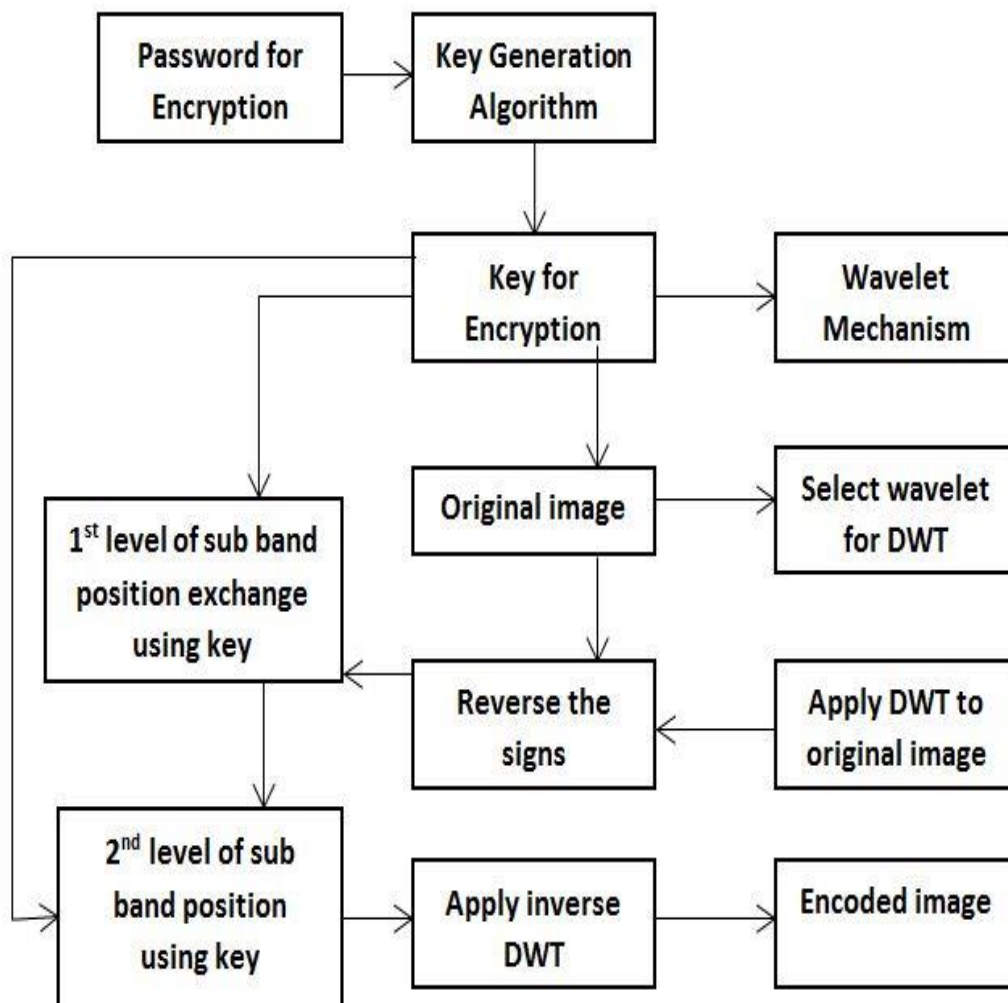 Password for
Encryption
Key Generation
Algorithm
Key for
Encryption
Wavelet
Mechanism
Original image
Select wavelet
for DWT
1st level of sub band
position exchange
using key
Reverse the
signs
Apply DWT to
original image
2nd level of sub
band position
using key
Apply inverse
DWT
Encoded image